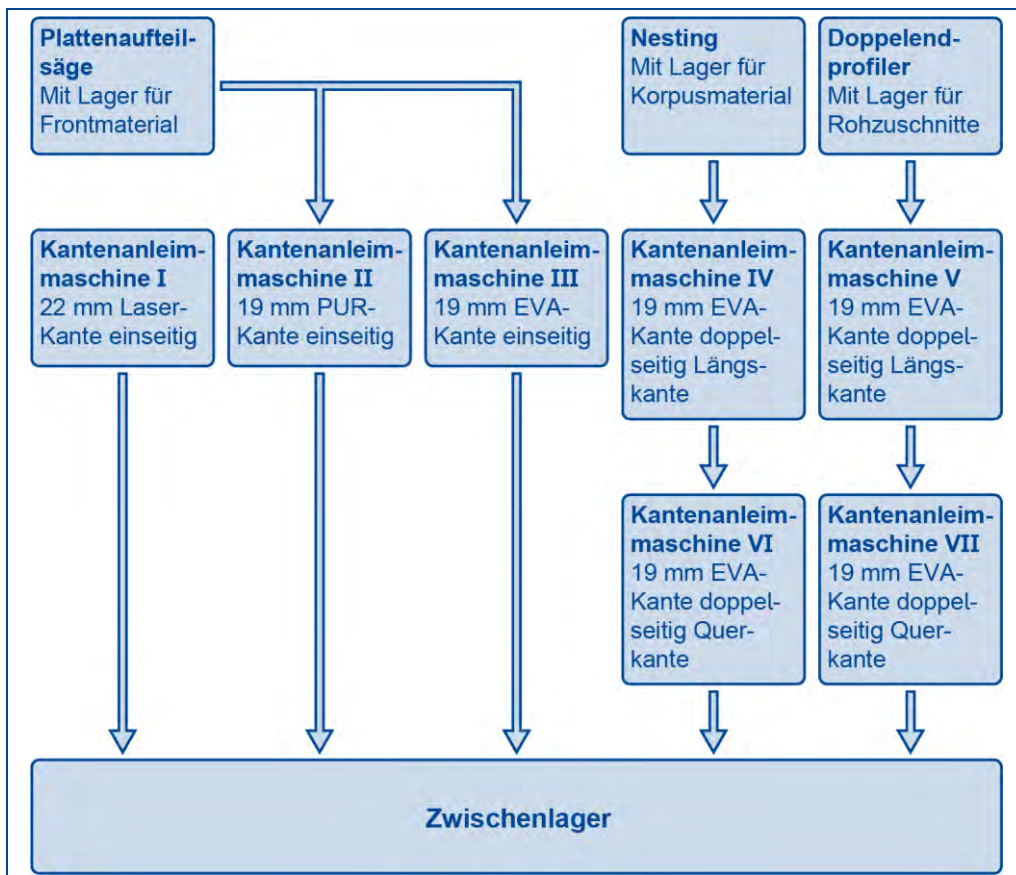 Plattenaufteil-
säge
Mit Lager für
Frontmaterial
Nesting
Mit Lager für
Korpusmaterial
Doppelend-
profiler
Mit Lager für
Rohzuschnitte
Kantenanleim-
maschine I
22 mm Laser-
Kante einseitig
Kantenanleim-
maschine II
19 mm PUR-
Kante einseitig
Kantenanleim-
maschine III
19 mm EVA-
Kante einseitig
Kantenanleim-
maschine IV
19 mm EVA-
Kante doppel-
seitig Längs-
kante
Kantenanleim-
maschine V
19 mm EVA-
Kante doppel-
seitig Längs-
kante
Kantenanleim-
maschine VI
19 mm EVA-
Kante doppel-
seitig Quer-
kante
Kantenanleim-
maschine VII
19 mm EVA-
Kante doppel-
seitig Quer-
kante
Zwischenlager